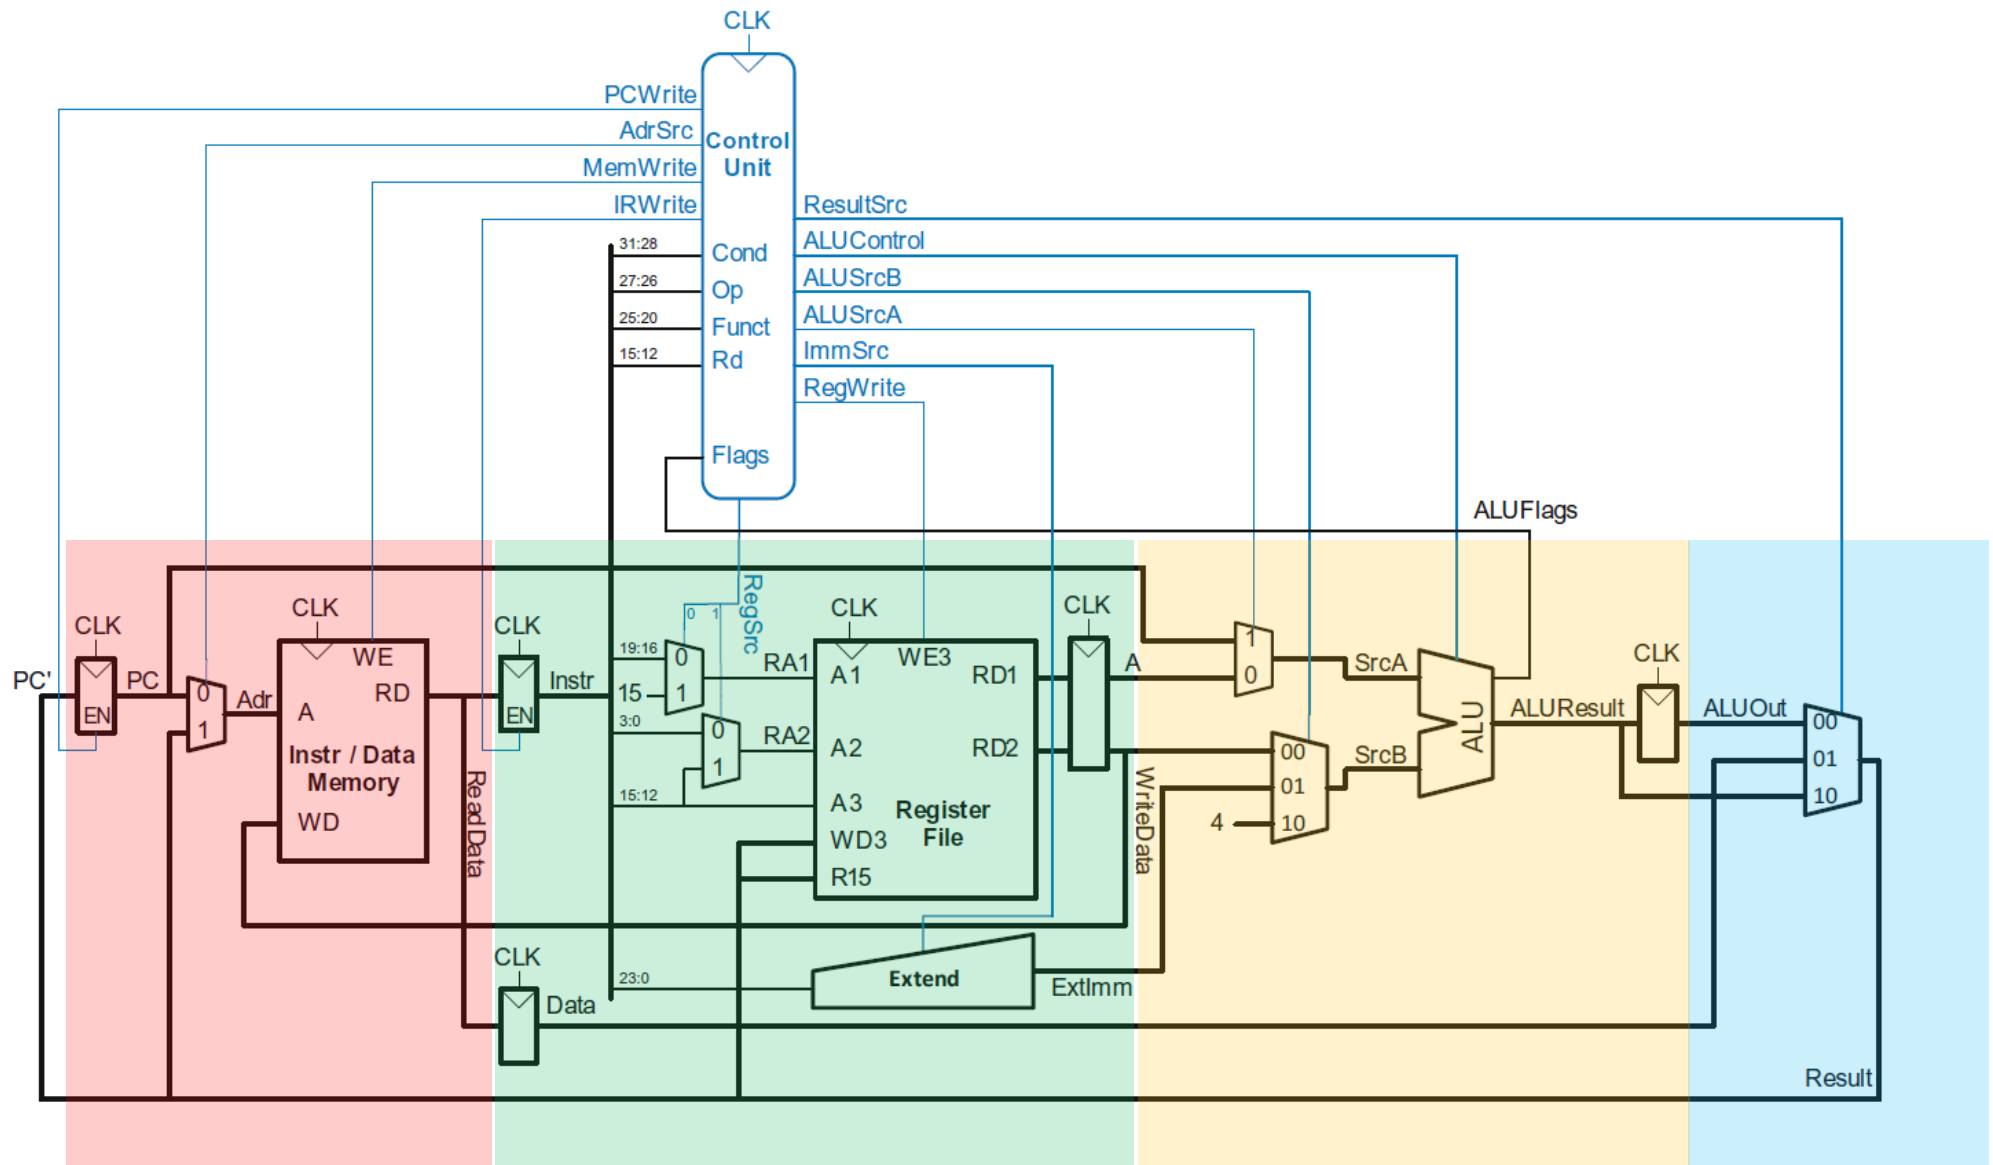 CLK
PCWrite
AdrSrc
MemWrite
IRWrite
Control
Unit
31:28
Cond
27:26
Op
25:20
Funct
15:12
Rd
Flags
ResultSrc
ALUControl
ALUSrcB
ALUSrcA
ImmSrc
RegWrite
ALUFlags
RegSrc
0
1
PC'
CLK
EN
PC
0
1
Adr
CLK
WE
RD
A
Instr / Data
Memory
WD
ReadData
CLK
EN
Instr
19:16
15
0
1
RA1
3:0
0
1
RA2
15:12
CLK
WE3
A1
RD1
A2
RD2
A3
Register
File
WD3
R15
CLK
A
WriteData
23:0
Extend
ExtImm
CLK
Data
1
0
SrcA
00
01
4
10
SrcB
ALU
ALUResult
CLK
ALUOut
00
01
10
Result